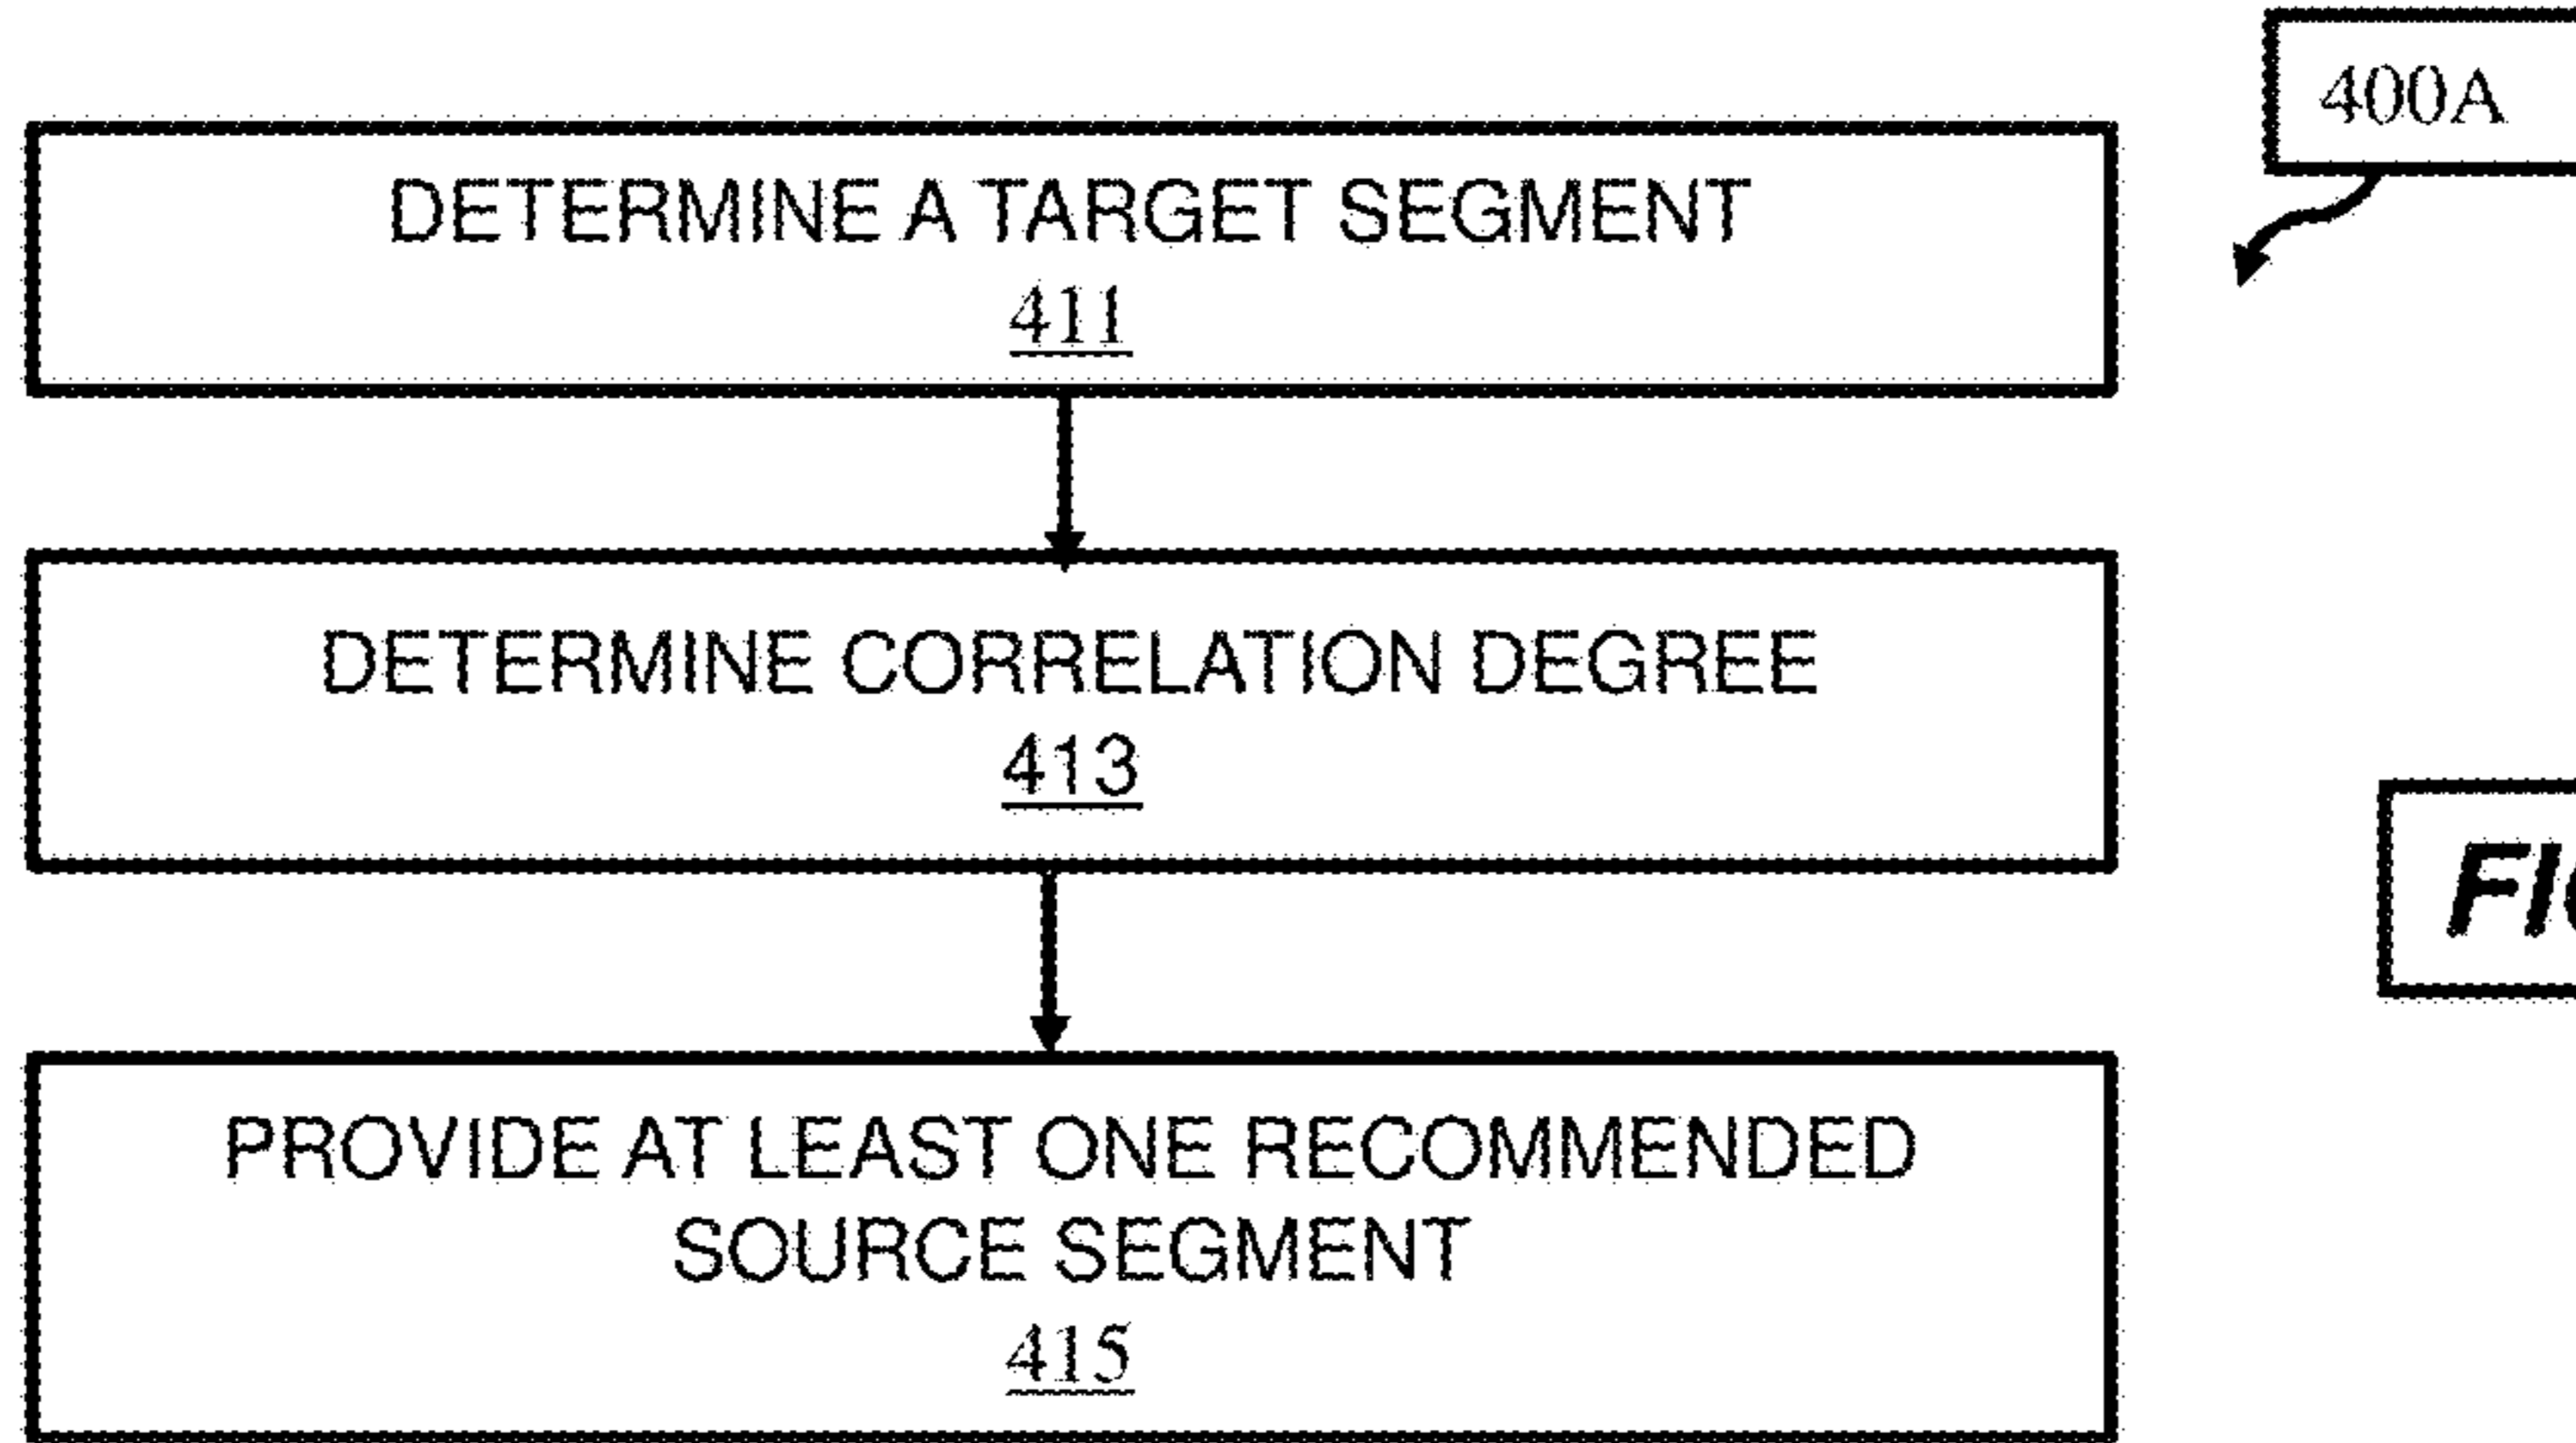 400A
DETERMINE A TARGET SEGMENT
411
DETERMINE CORRELATION DEGREE
413
PROVIDE AT LEAST ONE RECOMMENDED
SOURCE SEGMENT
415